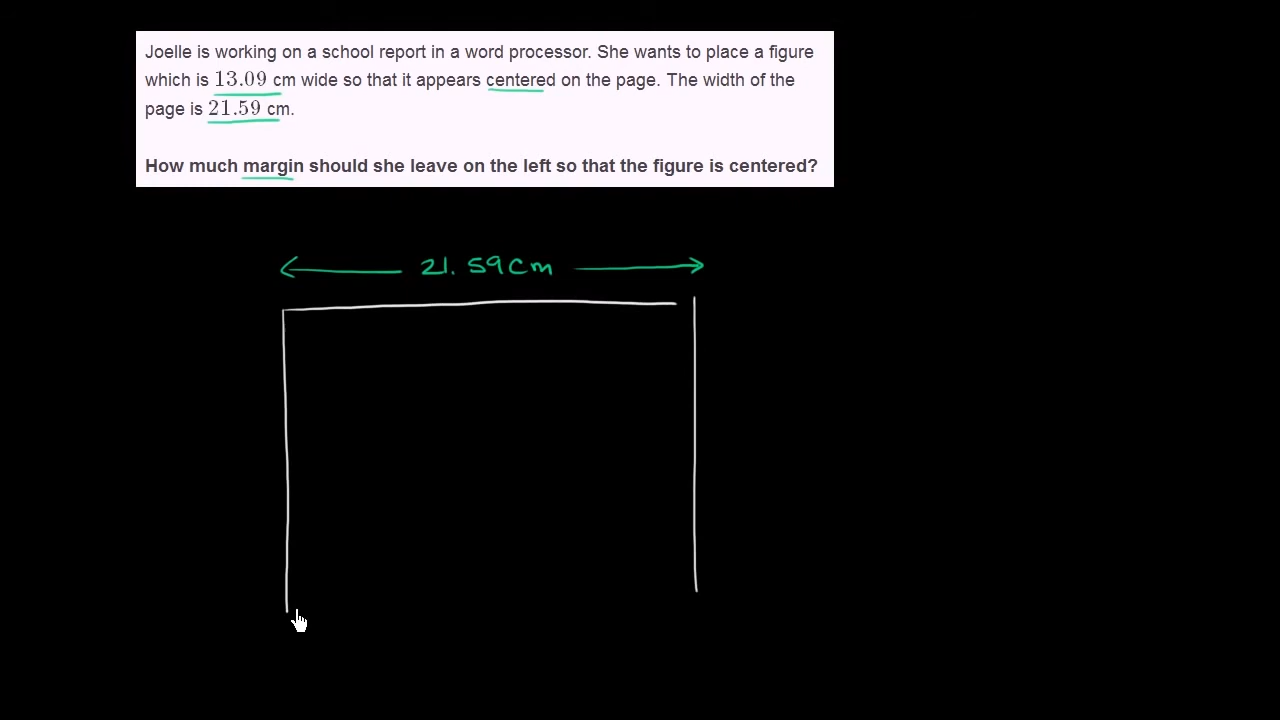 Joelle is working on a school report in a word processor. She wants to place a figure
which is 13.09 cm wide so that it appears centered on the page. The width of the
page is 21.59 cm.
How much margin should she leave on the left so that the figure is centered?
21.59cm